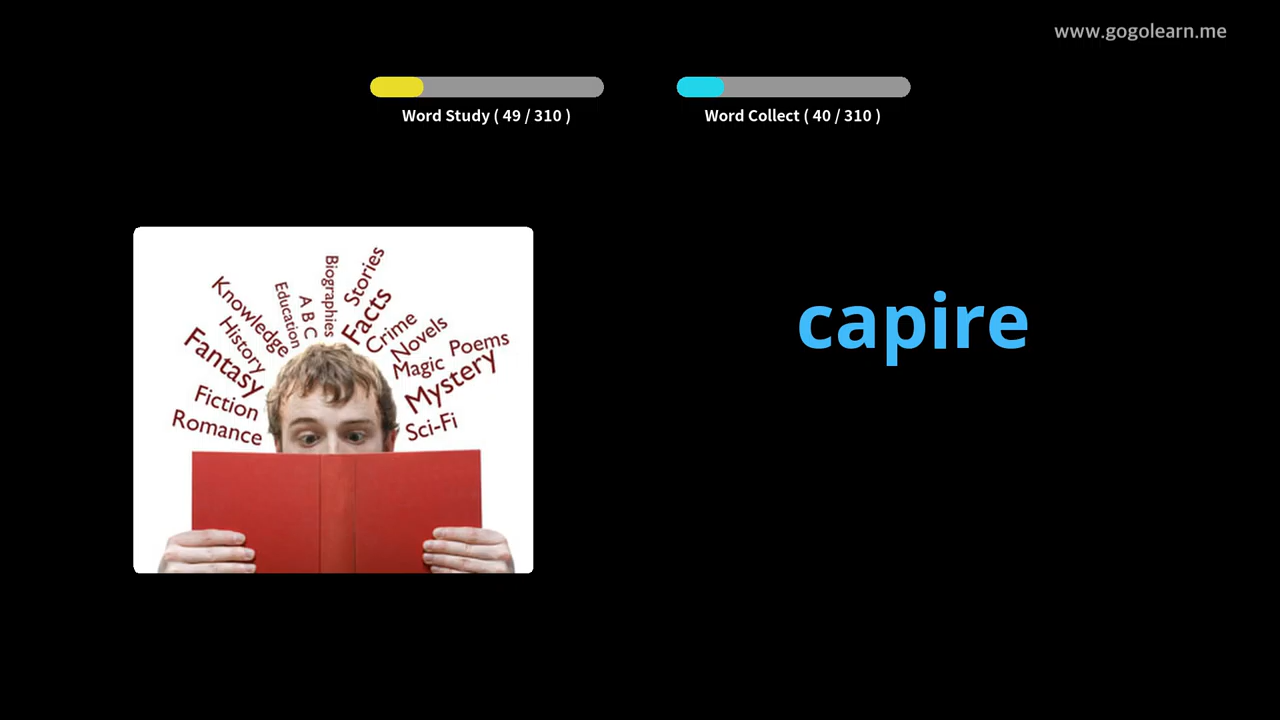 www.gogolearn.me
Word Study ( 49 / 310 )
Word Collect ( 40 / 310 )
Knowledge
Education
A B C
Biographies
Stories
Facts
Crime
Novels
Poems
Magic
Mystery
Sci-Fi
History
Fantasy
Fiction
Romance
capire